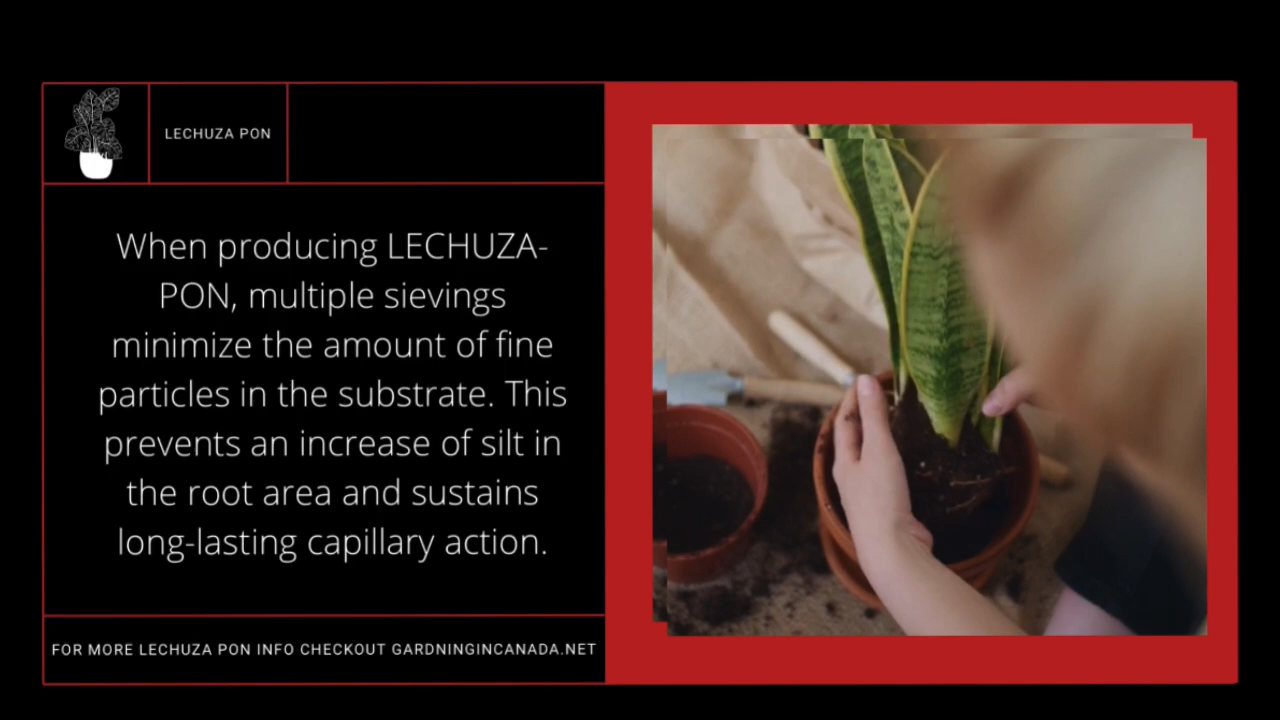 LECHUZA PON
When producing LECHUZA-
PON, multiple sievings
minimize the amount of fine
particles in the substrate. This
prevents an increase of silt in
the root area and sustains
long-lasting capillary action.
FOR MORE LECHUZA PON INFO CHECKOUT GARDNINGINCANADA.NET